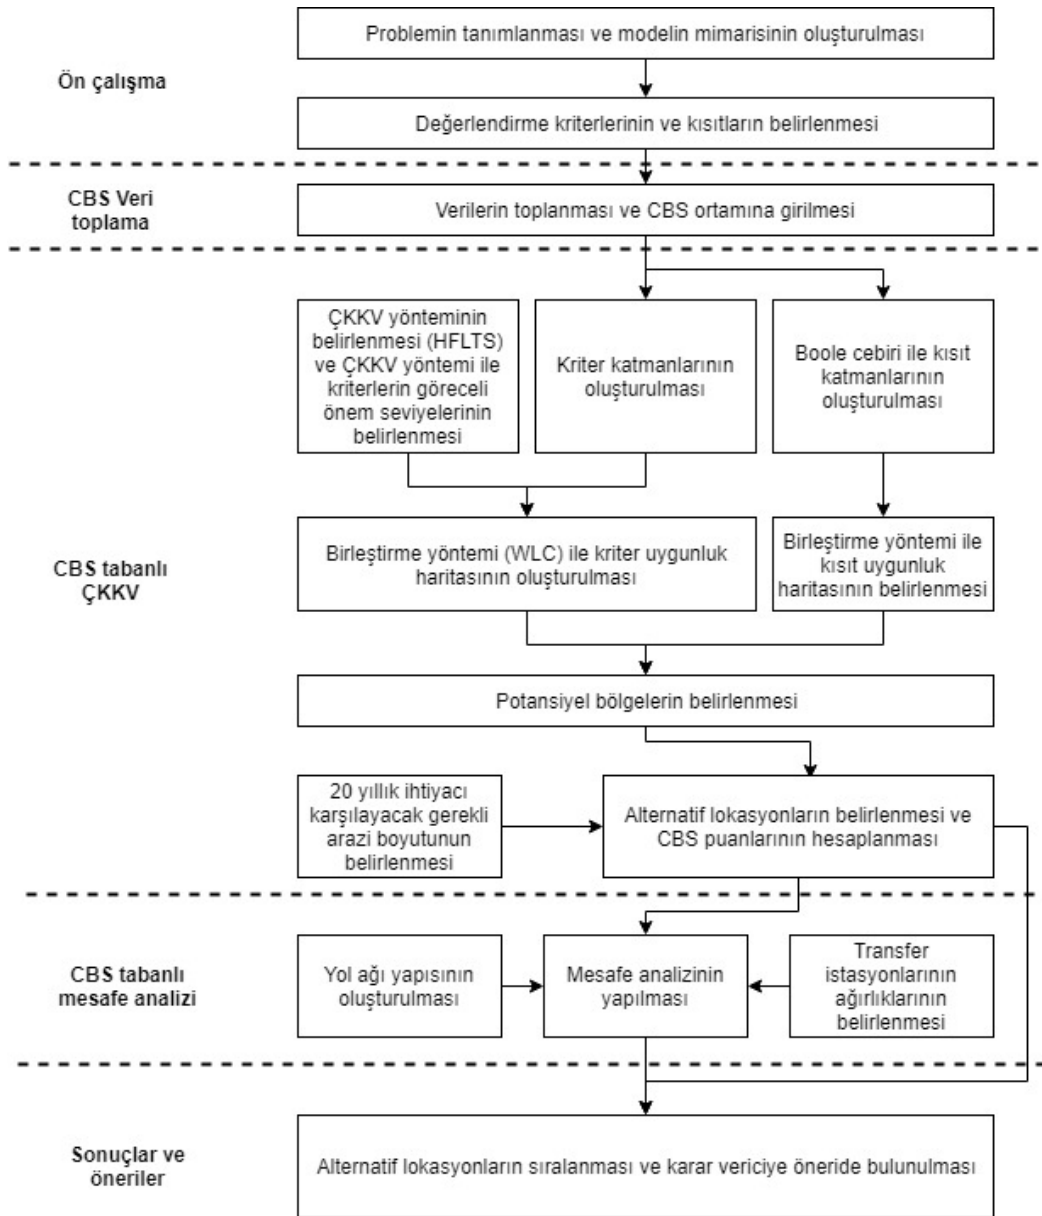 Problemin tanımlanması ve modelin mimarisinin oluşturulması
Ön çalışma
Değerlendirme kriterlerinin ve kısıtların belirlenmesi
CBS Veri
toplama
Verilerin toplanması ve CBS ortamına girilmesi
ÇKKV yönteminin
belirlenmesi (HFLTS)
ve ÇKKV yöntemi ile
kriterlerin göreceli
önem seviyelerinin
belirlenmesi
Kriter katmanlarının
oluşturulması
Boole cebiri ile kısıt
katmanlarının
oluşturulması
CBS tabanlı
ÇKKV
Birleştirme yöntemi (WLC) ile kriter uygunluk
haritasının oluşturulması
Birleştirme yöntemi ile
kısıt uygunluk
haritasının belirlenmesi
Potansiyel bölgelerin belirlenmesi
20 yıllık ihtiyacı
karşılayacak gerekli
arazi boyutunun
belirlenmesi
Alternatif lokasyonların belirlenmesi ve
CBS puanlarının hesaplanması
CBS tabanlı
mesafe analizi
Yol ağı yapısının
oluşturulması
Mesafe analizinin
yapılması
Transfer
istasyonlarının
ağırlıklarının
belirlenmesi
Sonuçlar ve
öneriler
Alternatif lokasyonların sıralanması ve karar vericiye öneride bulunulması